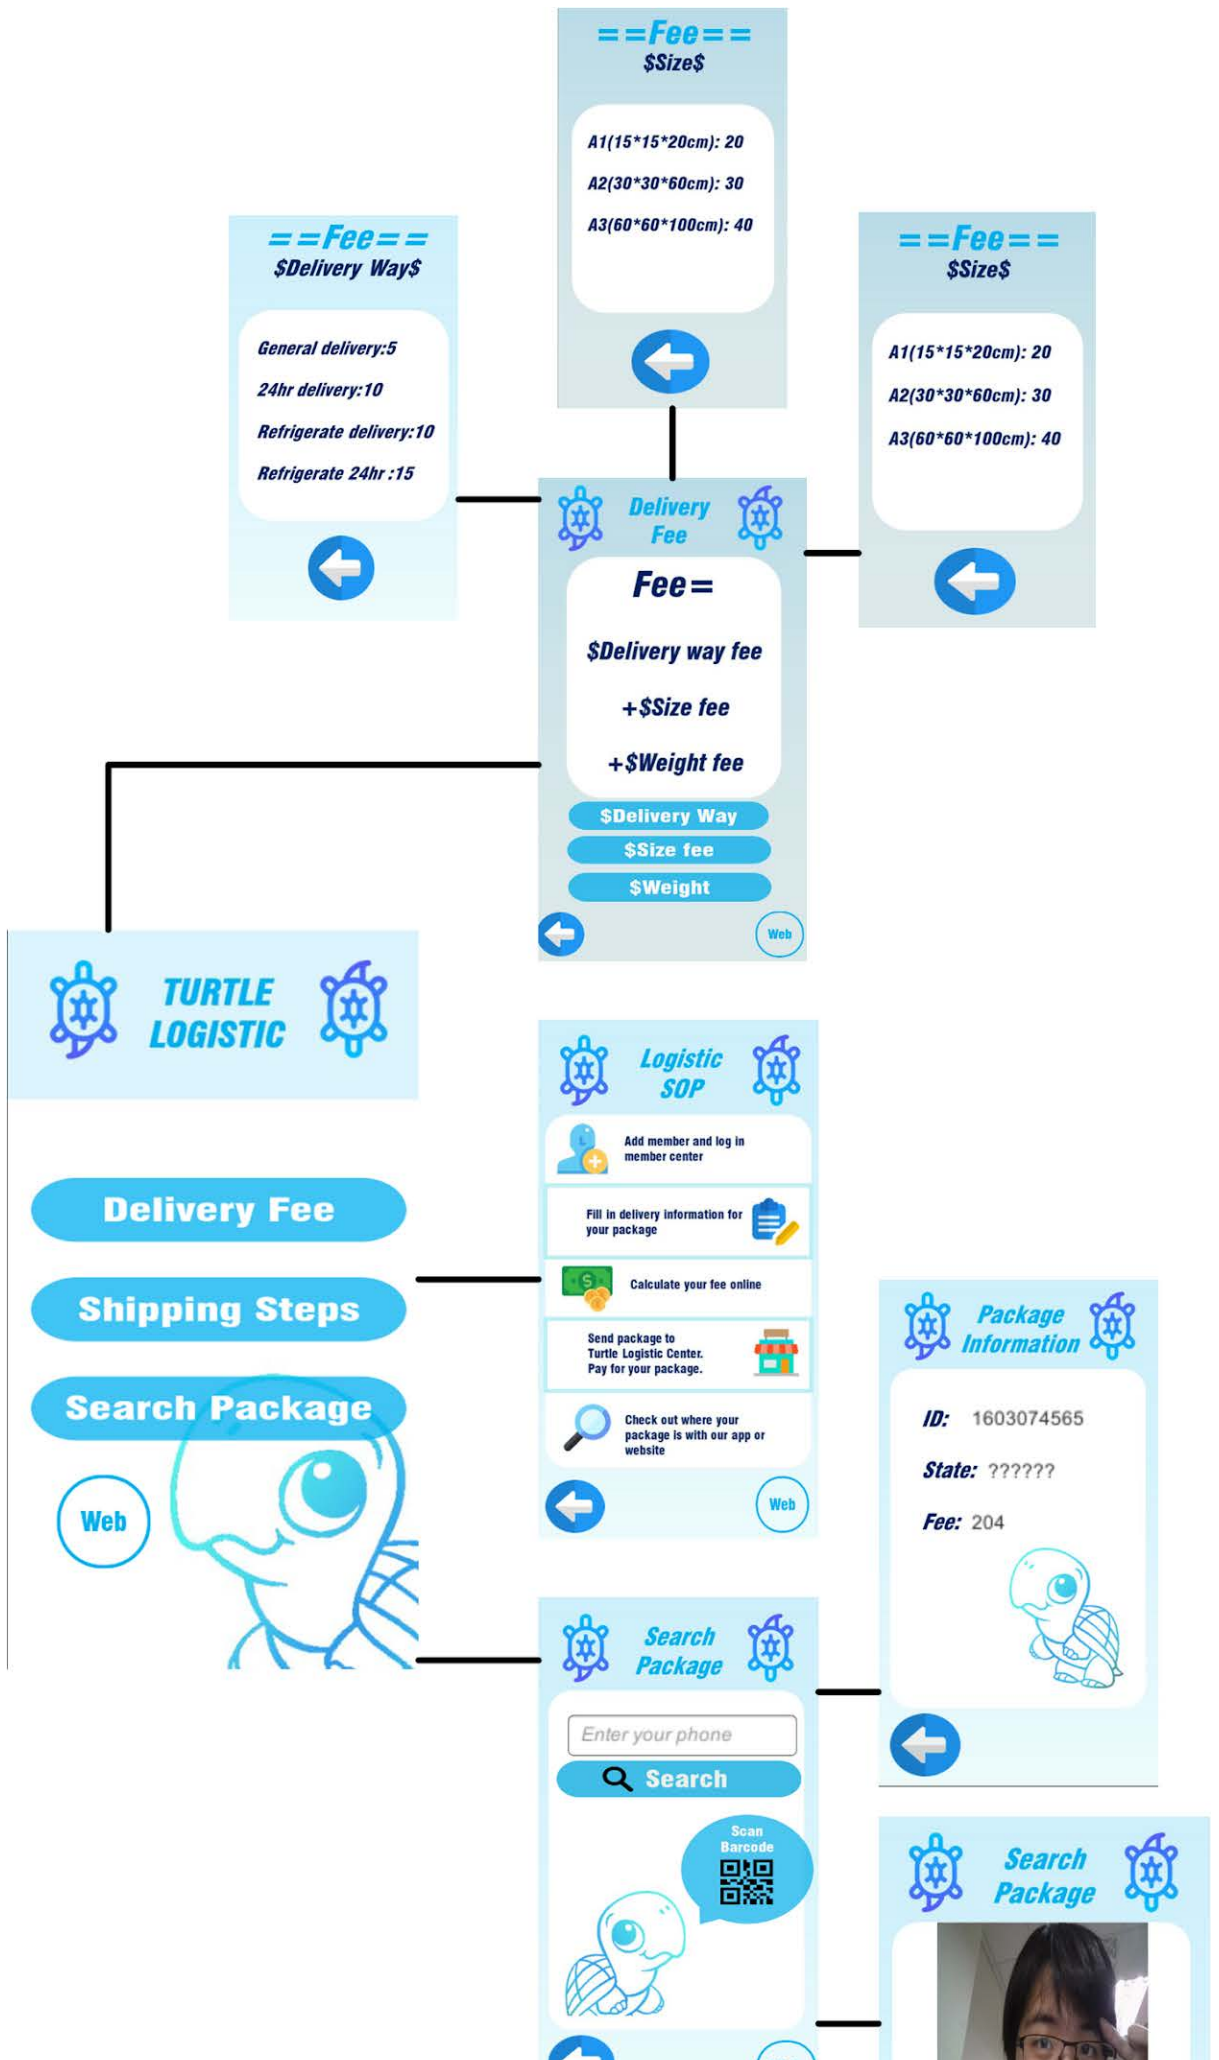 ==Fee==
$Size$
A1(15*15*20cm): 20
A2(30*30*60cm): 30
A3(60*60*100cm): 40
==Fee==
$Delivery Way$
General delivery:5
24hr delivery:10
Refrigerate delivery:10
Refrigerate 24hr :15
==Fee==
$Size$
A1(15*15*20cm): 20
A2(30*30*60cm): 30
A3(60*60*100cm): 40
Delivery
Fee
Fee=
$Delivery way fee
+$Size fee
+$Weight fee
$Delivery Way
$Size fee
$Weight
Web
TURTLE
LOGISTIC
Delivery Fee
Shipping Steps
Search Package
Web
Logistic
SOP
Add member and log in
member center
Fill in delivery information for
your package
Calculate your fee online
Send package to
Turtle Logistic Center.
Pay for your package.
Check out where your
package is with our app or
website
Web
Package
Information
ID: 1603074565
State: ??????
Fee: 204
Search
Package
Enter your phone
Search
Scan
Barcode
Search
Package